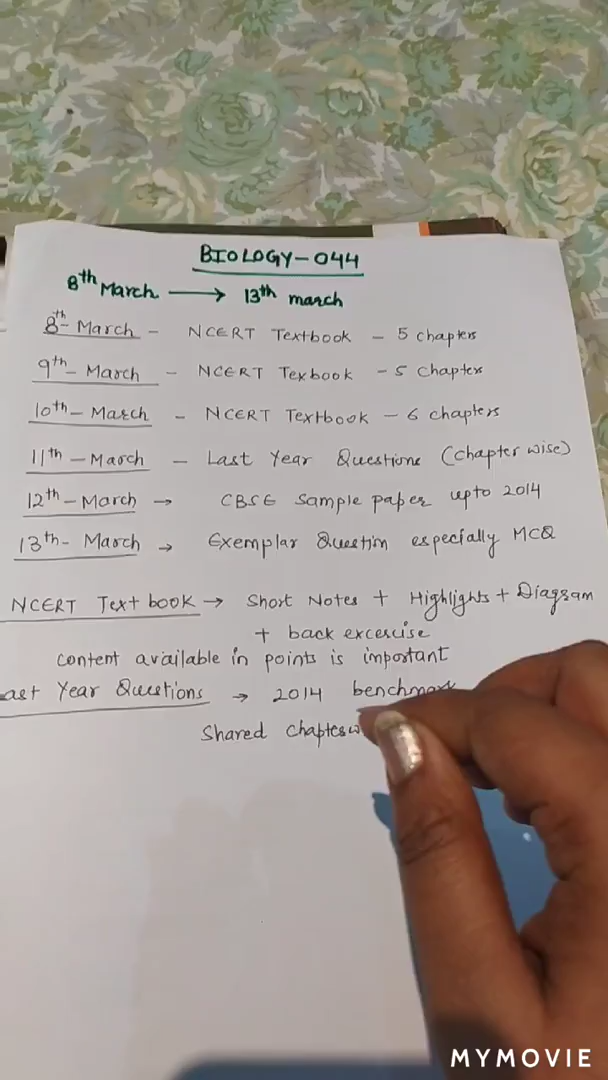 BIOLOGY-044
8th March → 13th march
8th March - NCERT Textbook - 5 chapters
9th - March - NCERT Texbook - 5 Chapters
10th - March - NCERT Textbook - 6 chapters
11th - March - Last Year Questions (chapter wise)
12th - March → CBSE Sample paper upto 2014
13th - March → Exemplar Question especially MCQ
NCERT Textbook → Short Notes + Highlights + Diagram
+ back excercise
content available in points is important
Year Questions → 2014
Shared
MYMOVIE